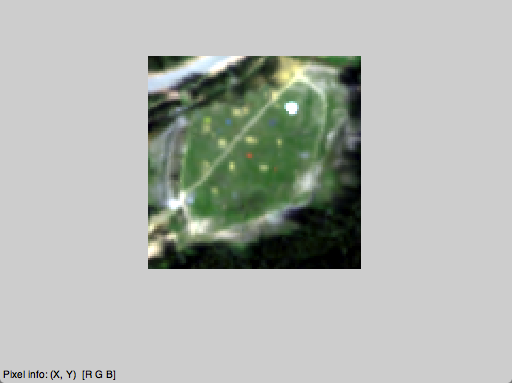 Pixel info: (X, Y)  [R G B]